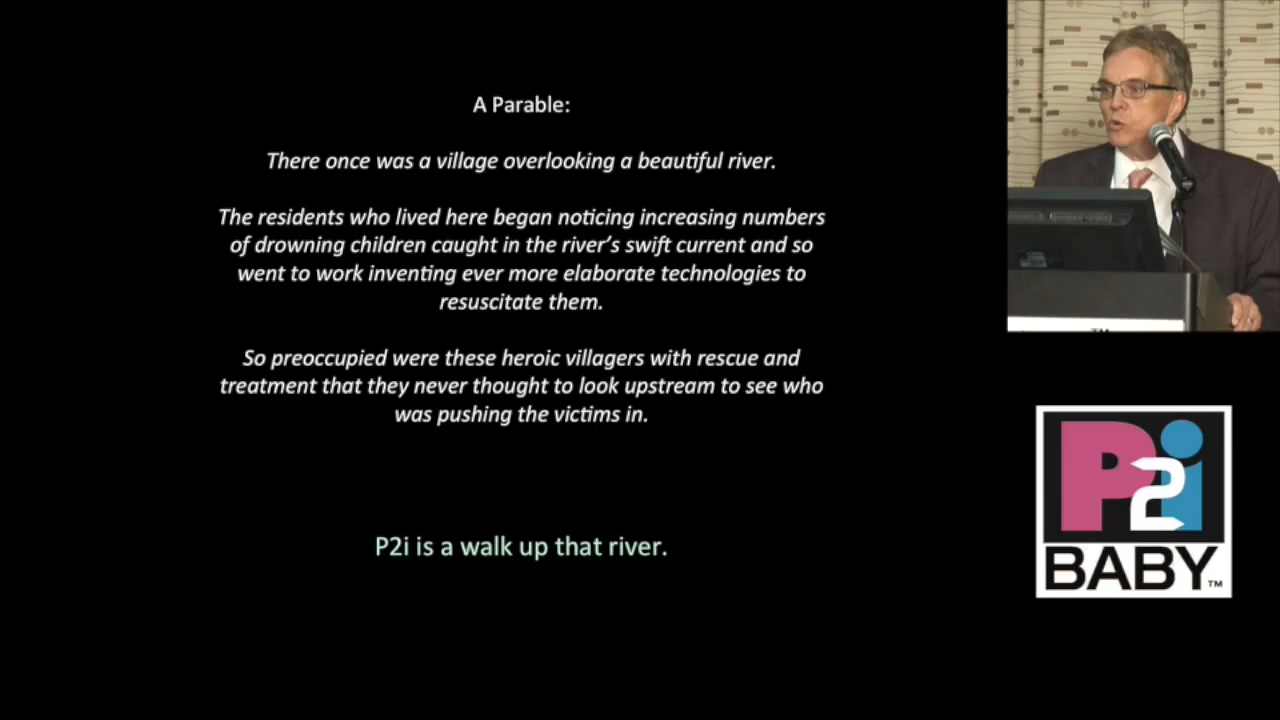 A Parable:
There once was a village overlooking a beautiful river.
The residents who lived here began noticing increasing numbers
of drowning children caught in the river's swift current and so
went to work inventing ever more elaborate technologies to
resuscitate them.
So preoccupied were these heroic villagers with rescue and
treatment that they never thought to look upstream to see who
was pushing the victims in.
P2i is a walk up that river.
P2i
BABY™